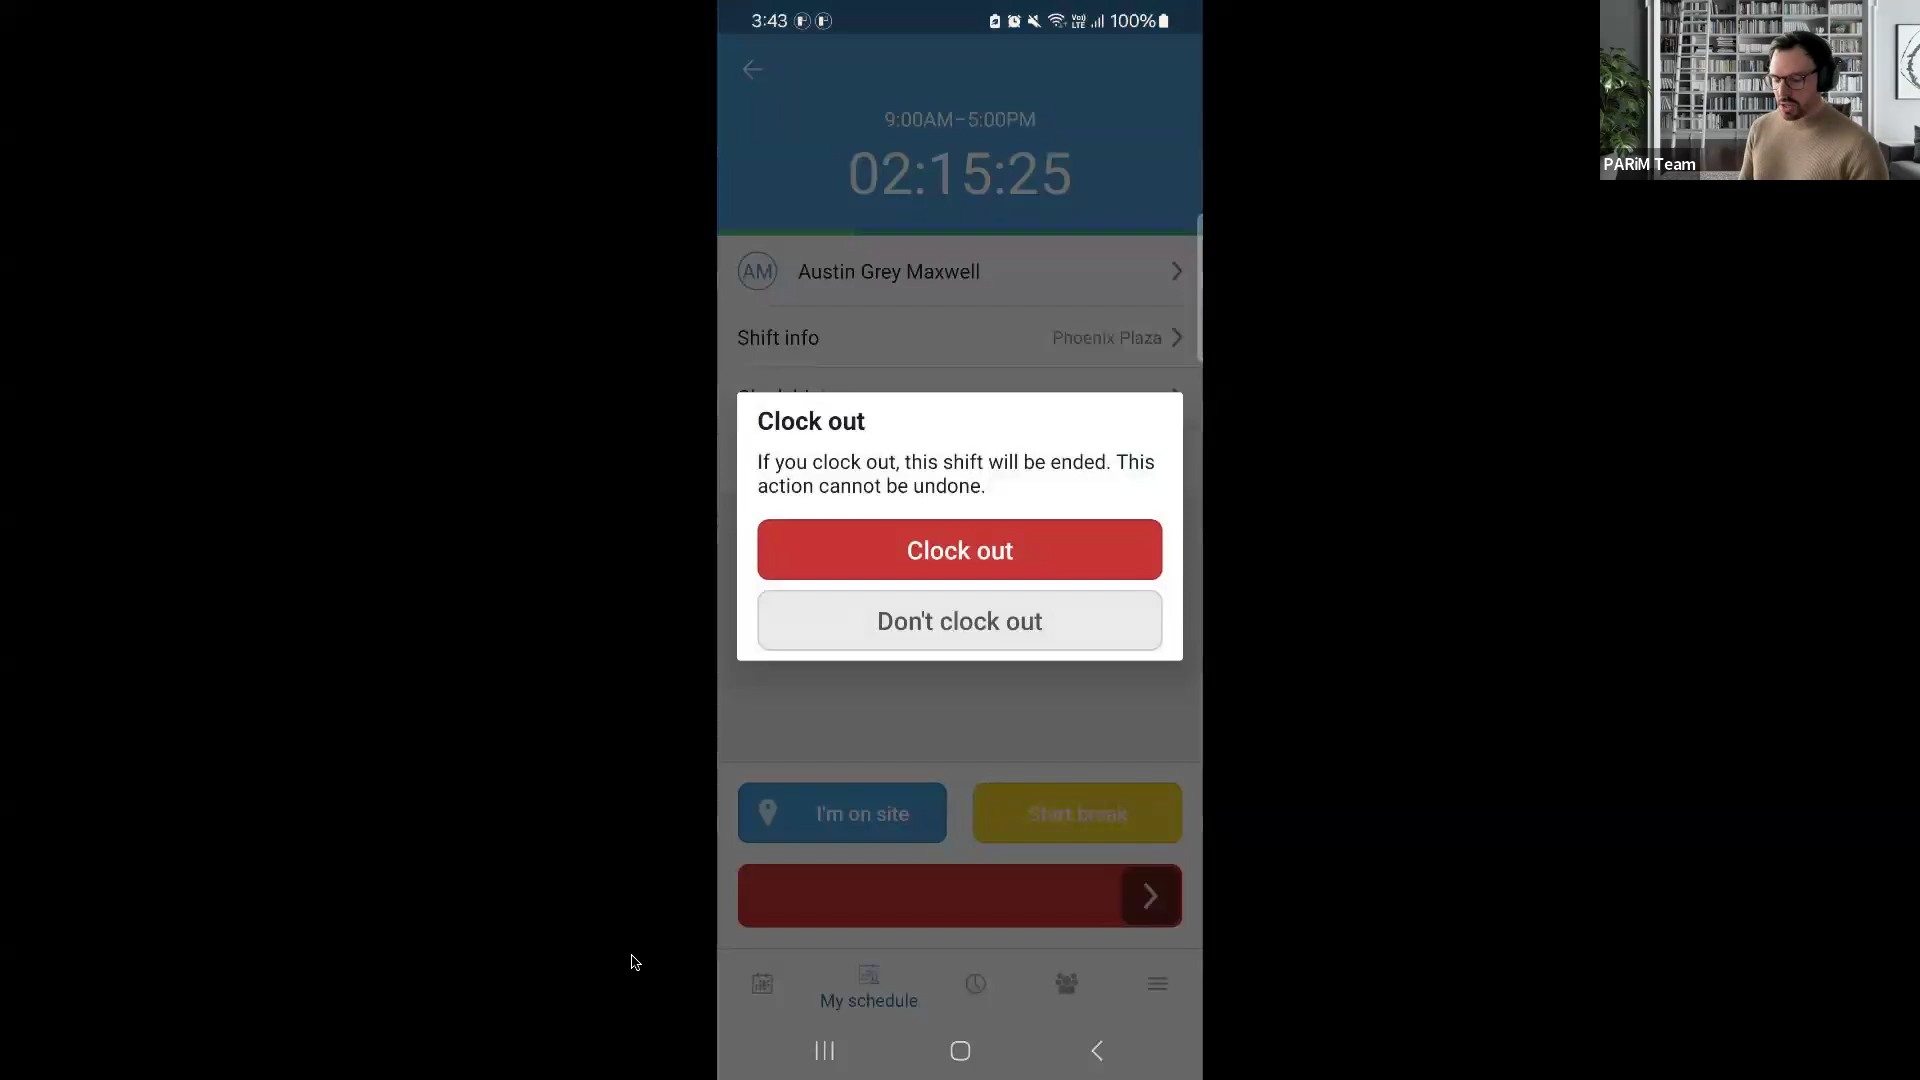 3:43
100%
9:00AM–5:00PM
02:15:25
AM
Austin Grey Maxwell
Shift info
Phoenix Plaza
Clock out
If you clock out, this shift will be ended. This
action cannot be undone.
Clock out
Don't clock out
I'm on site
Start break
My schedule
PARiM Team